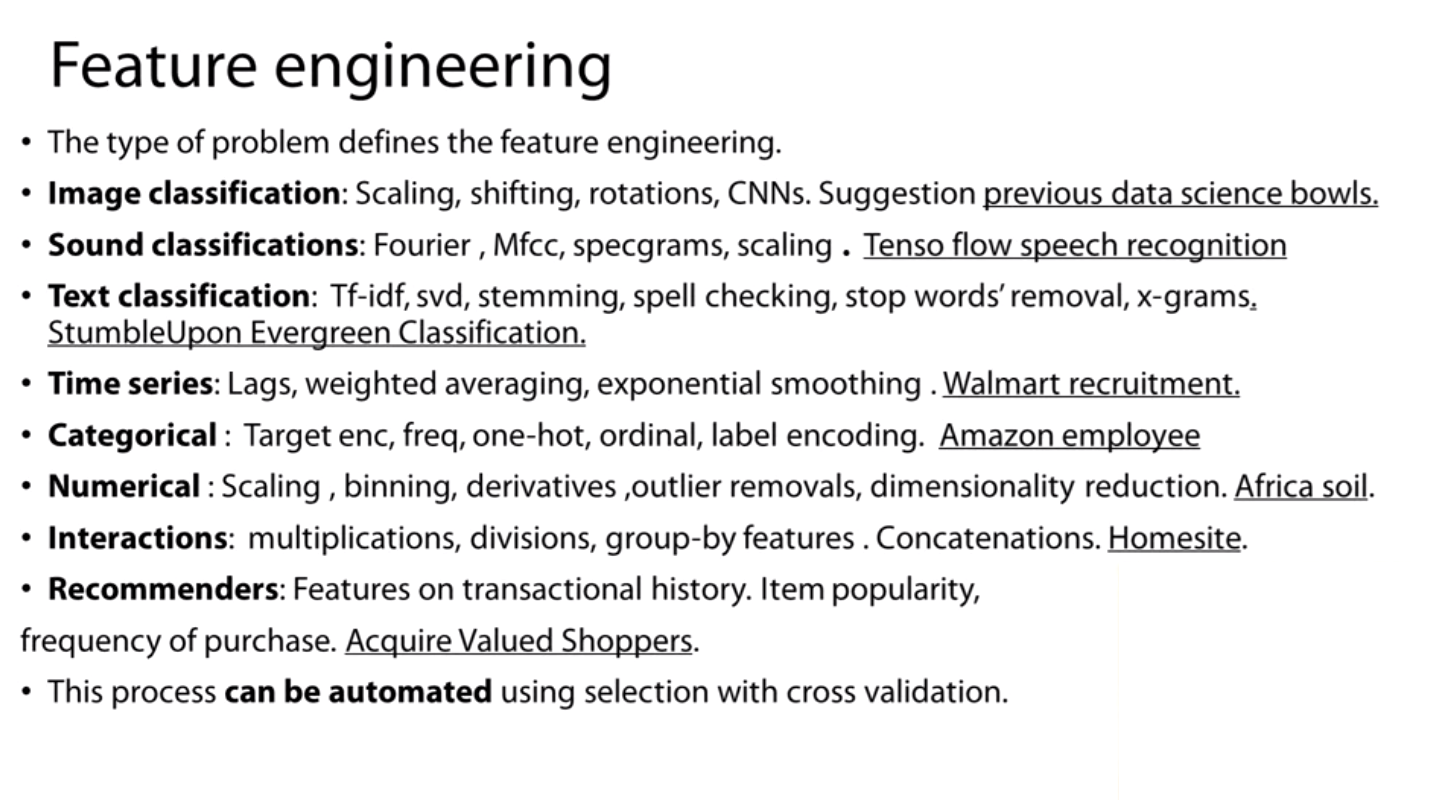 Feature engineering
• The type of problem defines the feature engineering.
• Image classification: Scaling, shifting, rotations, CNNs. Suggestion previous data science bowls.
• Sound classifications: Fourier , Mfcc, specgrams, scaling . Tenso flow speech recognition
• Text classification: Tf-idf, svd, stemming, spell checking, stop words’ removal, x-grams.
StumbleUpon Evergreen Classification.
• Time series: Lags, weighted averaging, exponential smoothing . Walmart recruitment.
• Categorical : Target enc, freq, one-hot, ordinal, label encoding. Amazon employee
• Numerical : Scaling , binning, derivatives ,outlier removals, dimensionality reduction. Africa soil.
• Interactions: multiplications, divisions, group-by features . Concatenations. Homesite.
• Recommenders: Features on transactional history. Item popularity,
frequency of purchase. Acquire Valued Shoppers.
• This process can be automated using selection with cross validation.